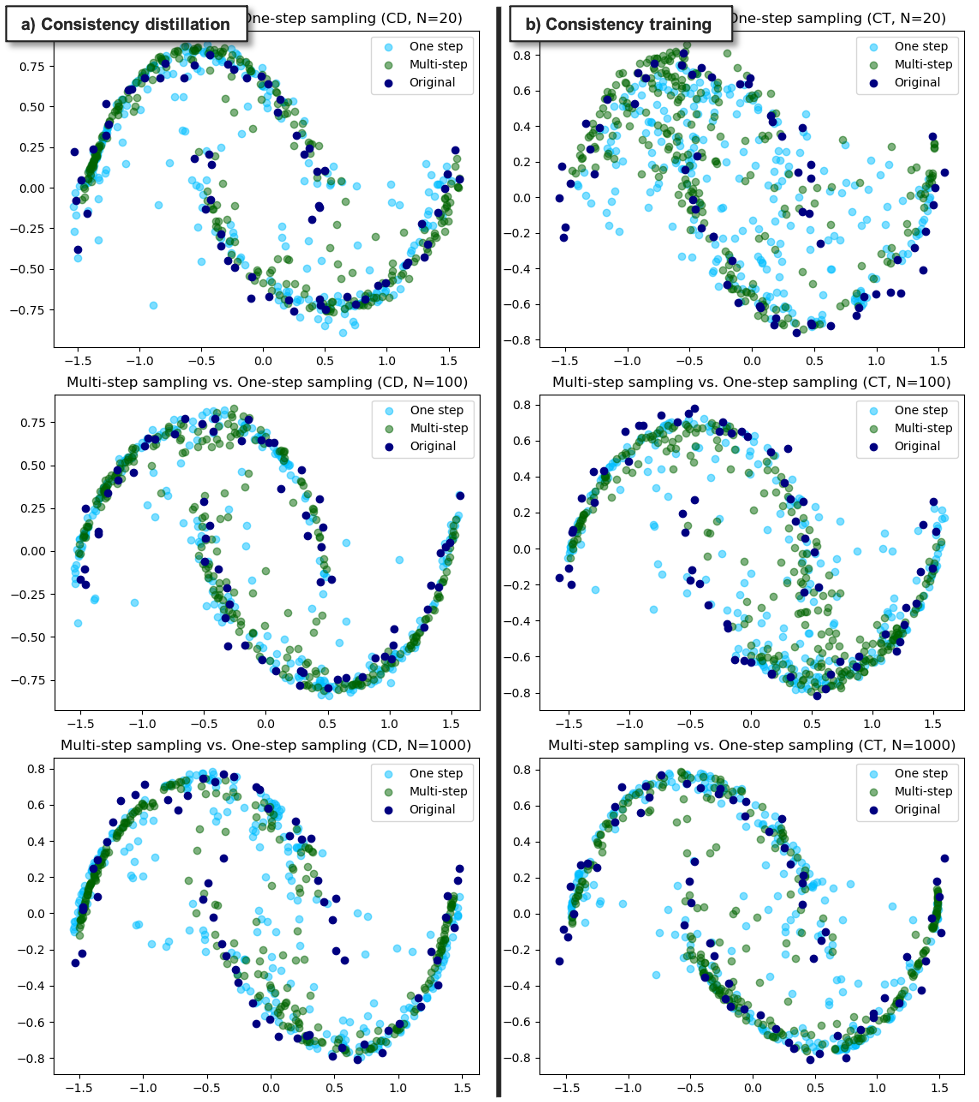 a) Consistency distillation
One-step sampling (CD, N=20)
One step
Multi-step
Original
0.75
0.50
0.25
0.00
−0.25
−0.50
−0.75
−1.5 −1.0 −0.5 0.0 0.5 1.0 1.5
Multi-step sampling vs. One-step sampling (CD, N=100)
One step
Multi-step
Original
0.75
0.50
0.25
0.00
−0.25
−0.50
−0.75
−1.5 −1.0 −0.5 0.0 0.5 1.0 1.5
Multi-step sampling vs. One-step sampling (CD, N=1000)
One step
Multi-step
Original
0.8
0.6
0.4
0.2
0.0
−0.2
−0.4
−0.6
−0.8
−1.5 −1.0 −0.5 0.0 0.5 1.0 1.5
b) Consistency training
One-step sampling (CT, N=20)
One step
Multi-step
Original
0.8
0.6
0.4
0.2
0.0
−0.2
−0.4
−0.6
−0.8
−1.5 −1.0 −0.5 0.0 0.5 1.0 1.5
Multi-step sampling vs. One-step sampling (CT, N=100)
One step
Multi-step
Original
0.8
0.6
0.4
0.2
0.0
−0.2
−0.4
−0.6
−0.8
−1.5 −1.0 −0.5 0.0 0.5 1.0 1.5
Multi-step sampling vs. One-step sampling (CT, N=1000)
One step
Multi-step
Original
0.8
0.6
0.4
0.2
0.0
−0.2
−0.4
−0.6
−0.8
−1.5 −1.0 −0.5 0.0 0.5 1.0 1.5